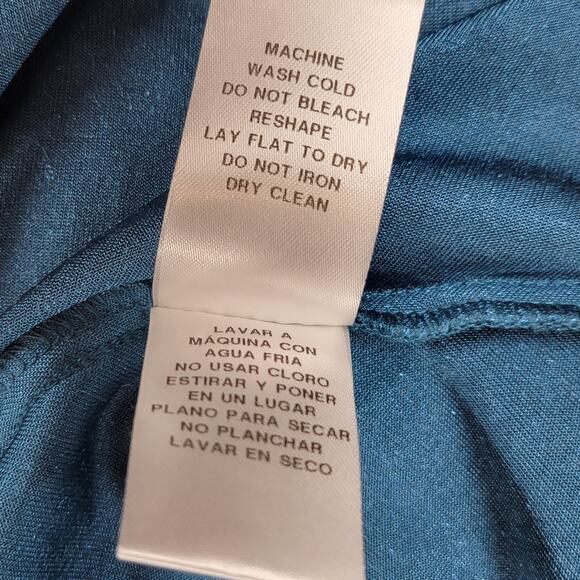 MACHINE
WASH COLD
DO NOT BLEACH
RESHAPE
LAY FLAT TO DRY
DO NOT IRON
DRY CLEAN
LAVAR A
MÁQUINA CON
AGUA FRIA
NO USAR CLORO
ESTIRAR Y PONER
EN UN LUGAR
PLANO PARA SECAR
NO PLANCHAR
LAVAR EN SECO